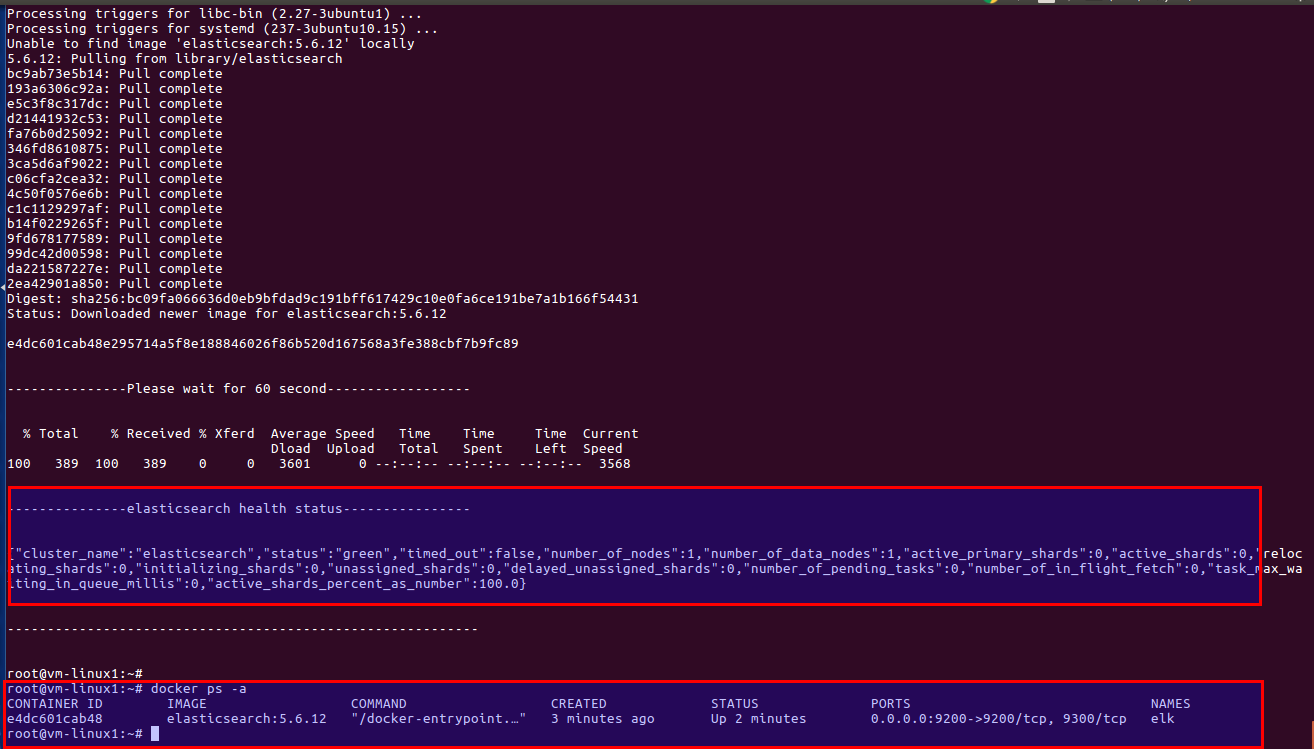 Processing triggers for libc-bin (2.27-3ubuntu1) ...
Processing triggers for systemd (237-3ubuntu10.15) ...
Unable to find image 'elasticsearch:5.6.12' locally
5.6.12: Pulling from library/elasticsearch
bc9ab73e5b14: Pull complete
193a6306c92a: Pull complete
e5c3f8c317dc: Pull complete
d21441932c53: Pull complete
fa76b0d25092: Pull complete
346fd8610875: Pull complete
3ca5d6af9022: Pull complete
c06cfa2cea32: Pull complete
4c50f0576e6b: Pull complete
c1c1129297af: Pull complete
b14f0229265f: Pull complete
9fd678177589: Pull complete
99dc42d00598: Pull complete
da221587227e: Pull complete
2ea42901a850: Pull complete
Digest: sha256:bc09fa066636d0eb9bfdad9c191bff617429c10e0fa6ce191be7a1b166f54431
Status: Downloaded newer image for elasticsearch:5.6.12
e4dc601cab48e295714a5f8e188846026f86b520d167568a3fe388cbf7b9fc89
---------------Please wait for 60 second------------------
  % Total    % Received % Xferd  Average Speed   Time    Time     Time  Current
                                 Dload  Upload   Total   Spent    Left  Speed
100   389  100   389    0     0   3601      0 --:--:-- --:--:-- --:--:--  3568
---------------elasticsearch health status----------------
{"cluster_name":"elasticsearch","status":"green","timed_out":false,"number_of_nodes":1,"number_of_data_nodes":1,"active_primary_shards":0,"active_shards":0,"reloc
ating_shards":0,"initializing_shards":0,"unassigned_shards":0,"delayed_unassigned_shards":0,"number_of_pending_tasks":0,"number_of_in_flight_fetch":0,"task_max_wa
iting_in_queue_millis":0,"active_shards_percent_as_number":100.0}
-----------------------------------------------------------
root@vm-linux1:~#
root@vm-linux1:~# docker ps -a
CONTAINER ID        IMAGE                  COMMAND                  CREATED             STATUS              PORTS                              NAMES
e4dc601cab48        elasticsearch:5.6.12   "/docker-entrypoint.…"   3 minutes ago       Up 2 minutes        0.0.0.0:9200->9200/tcp, 9300/tcp   elk
root@vm-linux1:~#